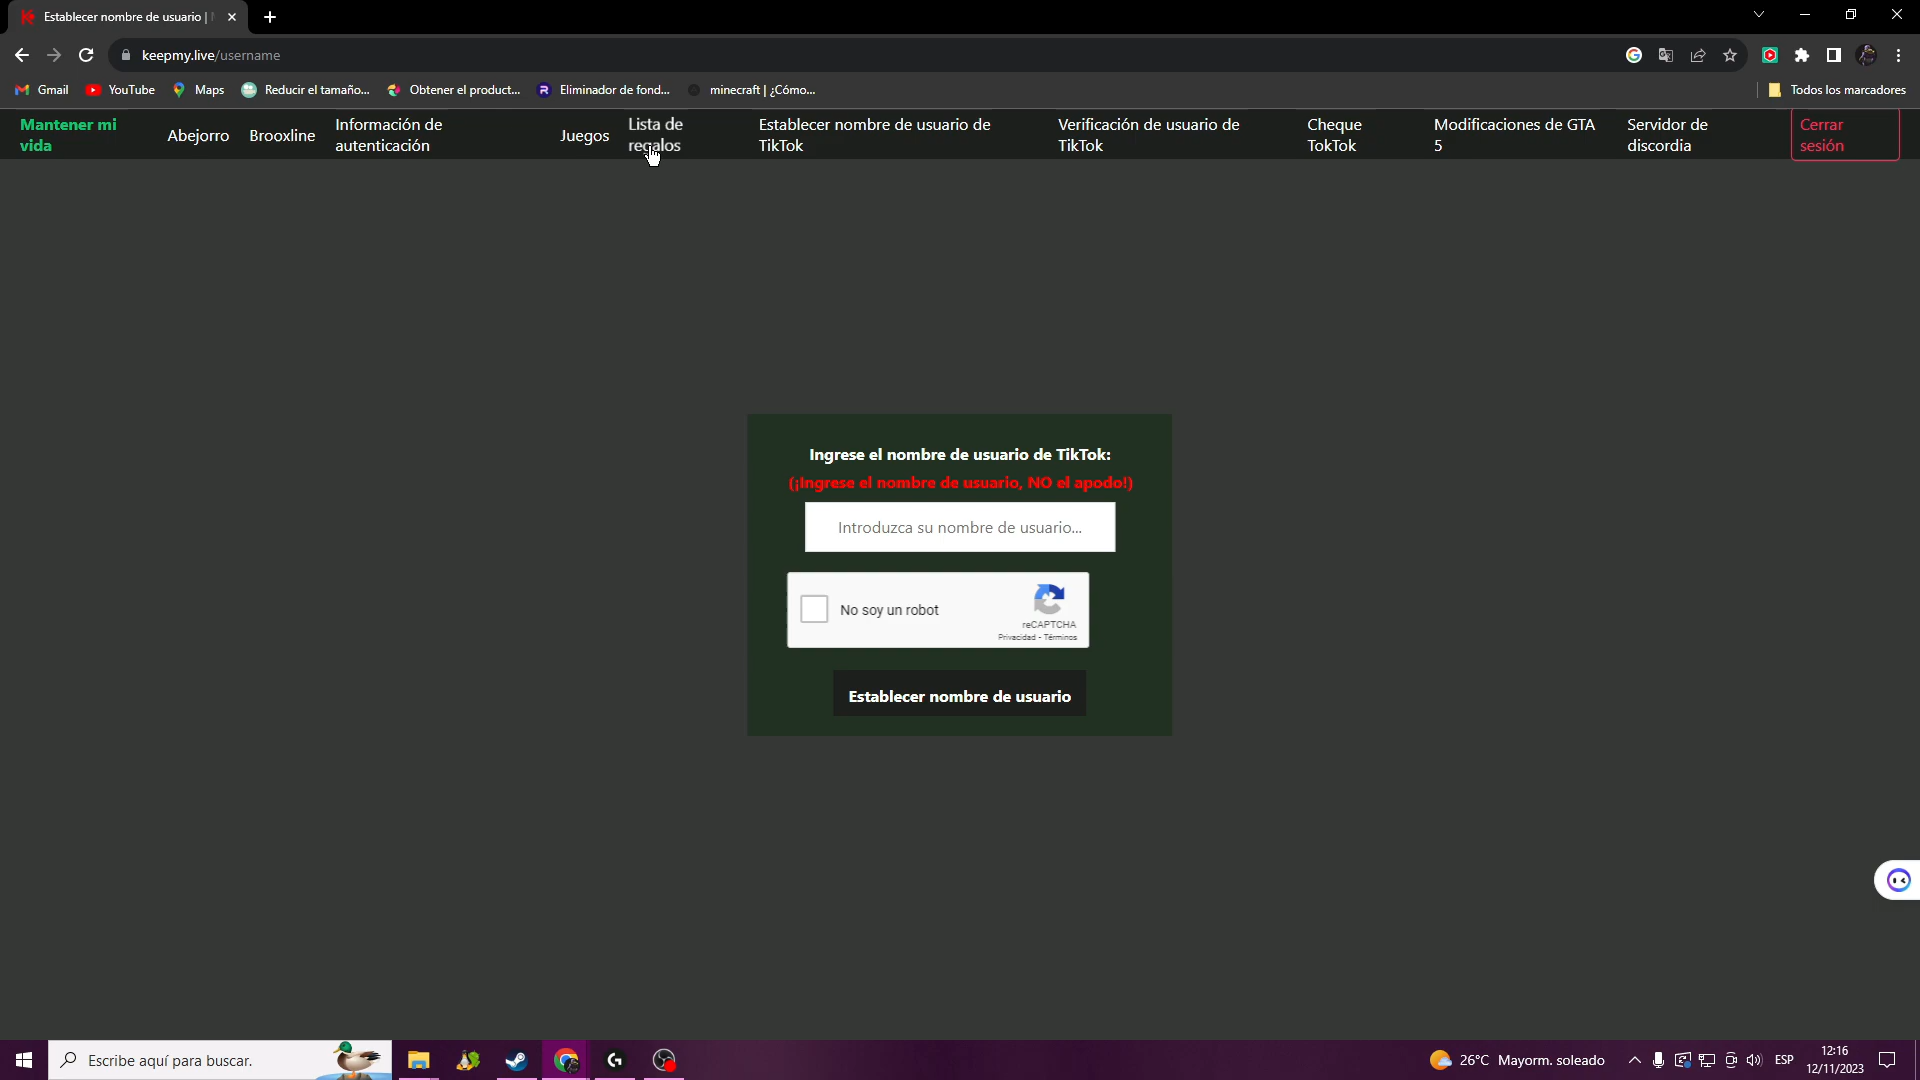 Establecer nombre de usuario |
keepmy.live/username
Gmail
YouTube
Maps
Reducir el tamaño...
Obtener el product...
Eliminador de fond...
minecraft | ¿Cómo...
Todos los marcadores
Mantener mi
vida
Abejorro
Brooxline
Información de
autenticación
Juegos
Lista de
regalos
Establecer nombre de usuario de
TikTok
Verificación de usuario de
TikTok
Cheque
TokTok
Modificaciones de GTA
5
Servidor de
discordia
Cerrar
sesión
Ingrese el nombre de usuario de TikTok:
(¡Ingrese el nombre de usuario, NO el apodo!)
Introduzca su nombre de usuario...
No soy un robot
reCAPTCHA
Privacidad - Términos
Establecer nombre de usuario
Escribe aquí para buscar.
26°C Mayorm. soleado
ESP
12:16
12/11/2023